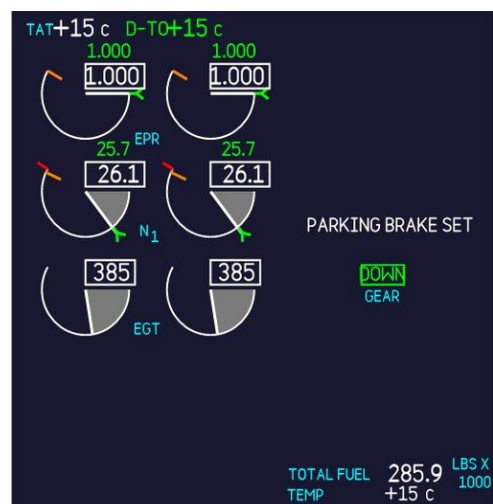 TAT+15 c D-TO+15 c
1.000 1.000
1.000 1.000
EPR
25.7 25.7
26.1 26.1
N1
PARKING BRAKE SET
385 385
DOWN
GEAR
EGT
TOTAL FUEL 285.9 LBS X
1000
TEMP +15 c